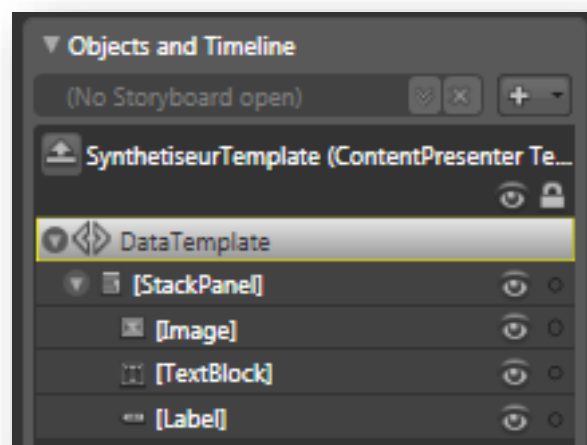 Objects and Timeline
(No Storyboard open)
SynthetiseurTemplate (ContentPresenter Te...
DataTemplate
[StackPanel]
[Image]
[TextBlock]
[Label]